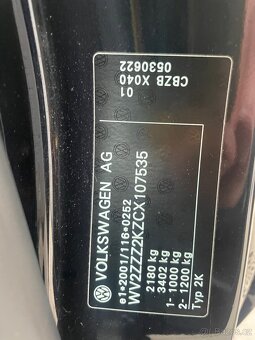 VOLKSWAGEN AG
e1*2001/116*0252
WV2ZZZ2KZCX107535
2180 kg
3402 kg
1- 1000 kg
2- 1200 kg
Typ 2K
01
CBZB X040
0530622